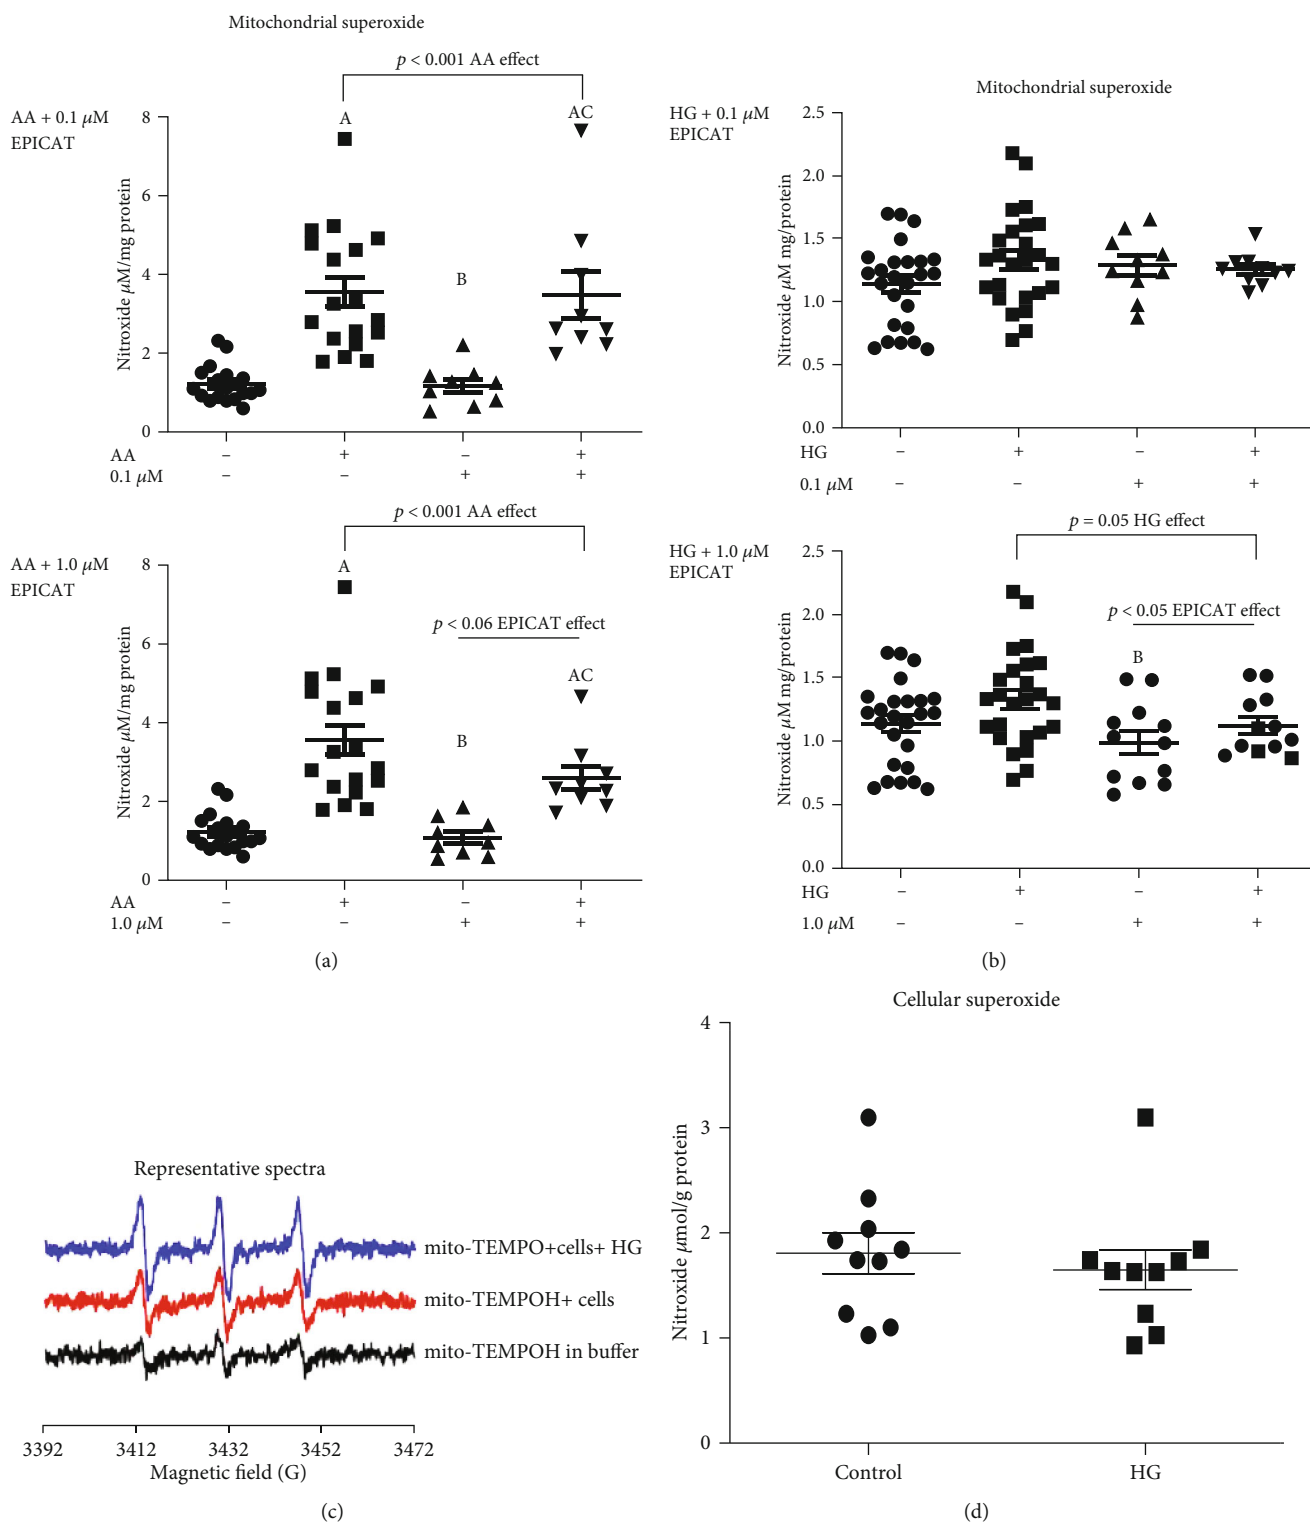 Mitochondrial superoxide
p < 0.001 AA effect
AA + 0.1 μM
EPICAT
A
AC
B
8
6
4
2
0
Nitroxide μM/mg protein
AA – + – +
0.1 μM – – + +
Mitochondrial superoxide
HG + 0.1 μM
EPICAT
2.5
2.0
1.5
1.0
0.5
0.0
Nitroxide μM mg/protein
HG – + – +
0.1 μM – – + +
p < 0.001 AA effect
AA + 1.0 μM
EPICAT
A
p < 0.06 EPICAT effect
AC
B
8
6
4
2
0
Nitroxide μM/mg protein
AA – + – +
1.0 μM – – + +
(a)
p = 0.05 HG effect
HG + 1.0 μM
EPICAT
p < 0.05 EPICAT effect
B
2.5
2.0
1.5
1.0
0.5
0.0
Nitroxide μM mg/protein
HG – + – +
1.0 μM – – + +
(b)
Representative spectra
mito-TEMPO+cells+ HG
mito-TEMPOH+ cells
mito-TEMPOH in buffer
3392 3412 3432 3452 3472
Magnetic field (G)
(c)
Cellular superoxide
4
3
2
1
0
Nitroxide μmol/g protein
Control HG
(d)